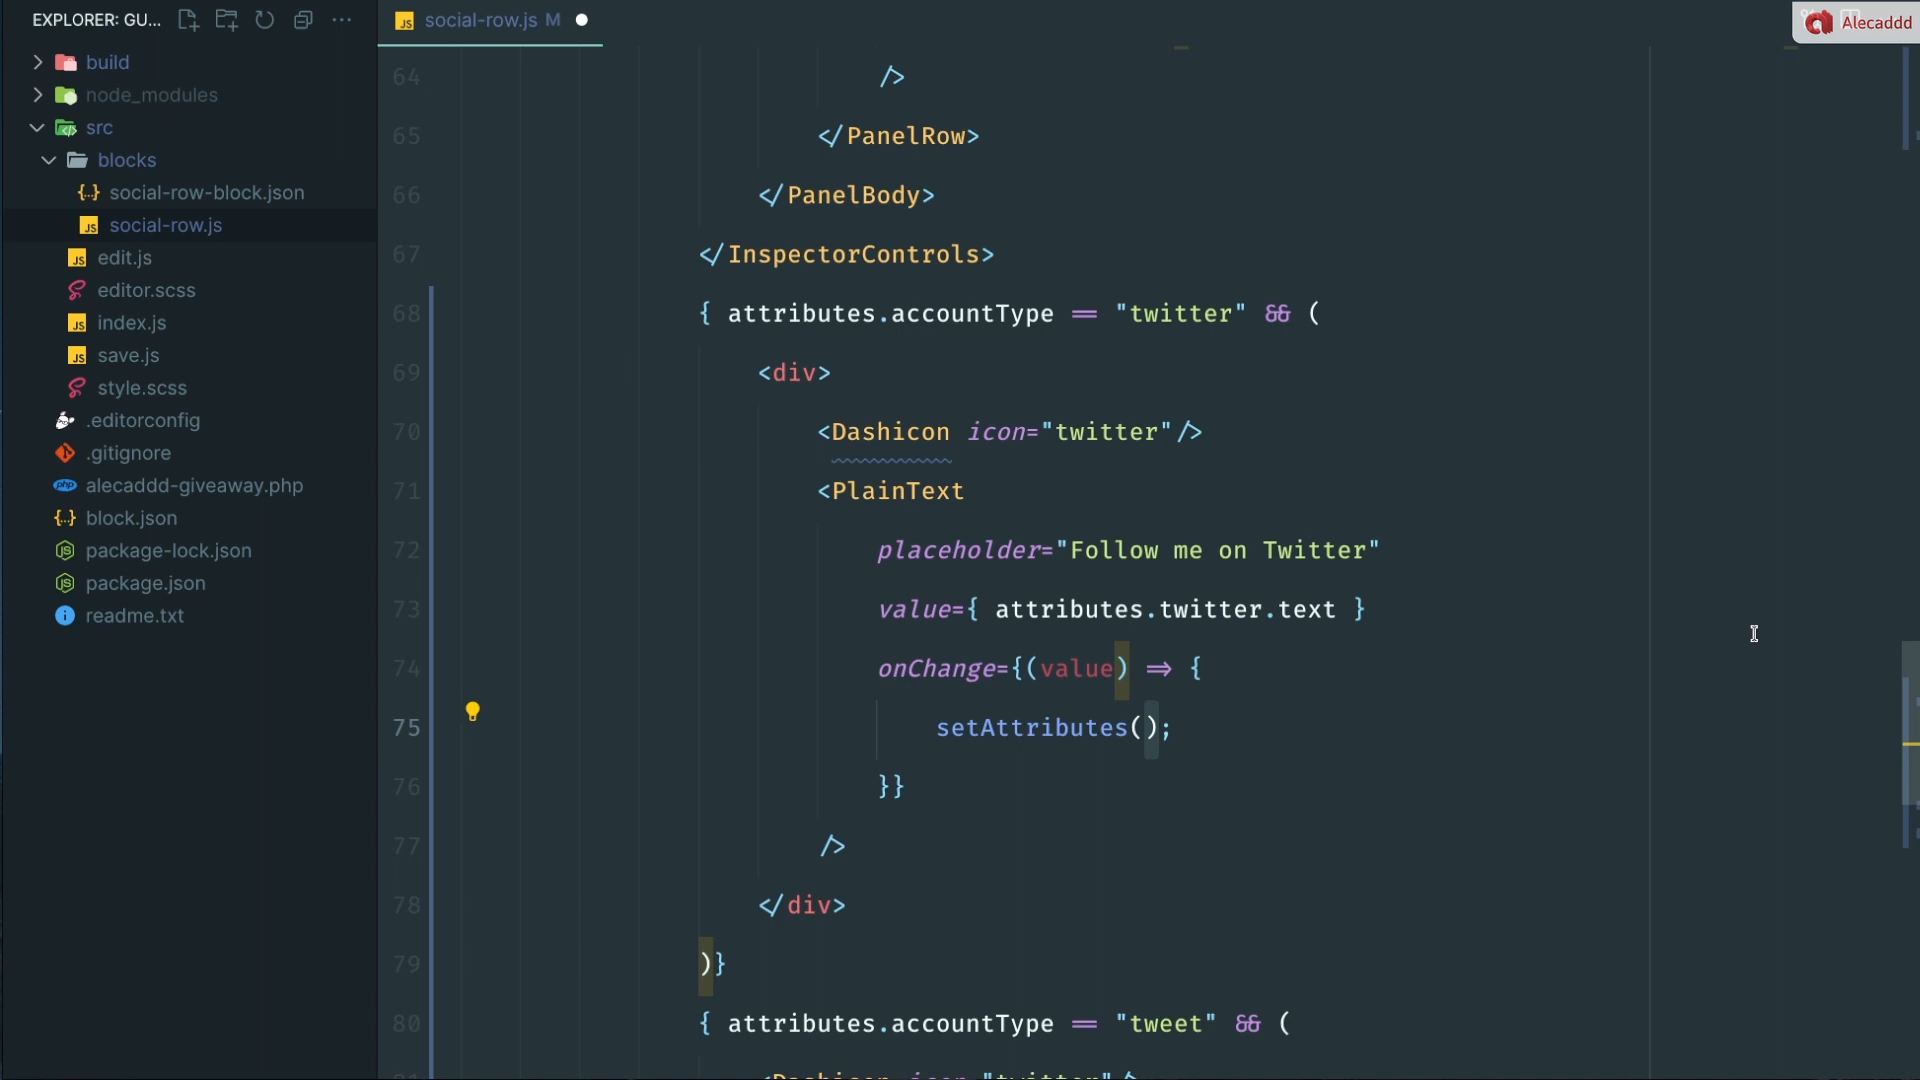 EXPLORER: GU...
build
node_modules
src
blocks
social-row-block.json
social-row.js
edit.js
editor.scss
index.js
save.js
style.scss
.editorconfig
.gitignore
alecaddd-giveaway.php
block.json
package-lock.json
package.json
readme.txt
social-row.js M
Alecaddd
64 />
65 </PanelRow>
66 </PanelBody>
67 </InspectorControls>
68 { attributes.accountType == "twitter" && (
69 <div>
70 <Dashicon icon="twitter"/>
71 <PlainText
72 placeholder="Follow me on Twitter"
73 value={ attributes.twitter.text }
74 onChange={(value) => {
75 setAttributes();
76 }}
77 />
78 </div>
79 )}
80 { attributes.accountType == "tweet" && (
<Dashicon icon="twitter"/>